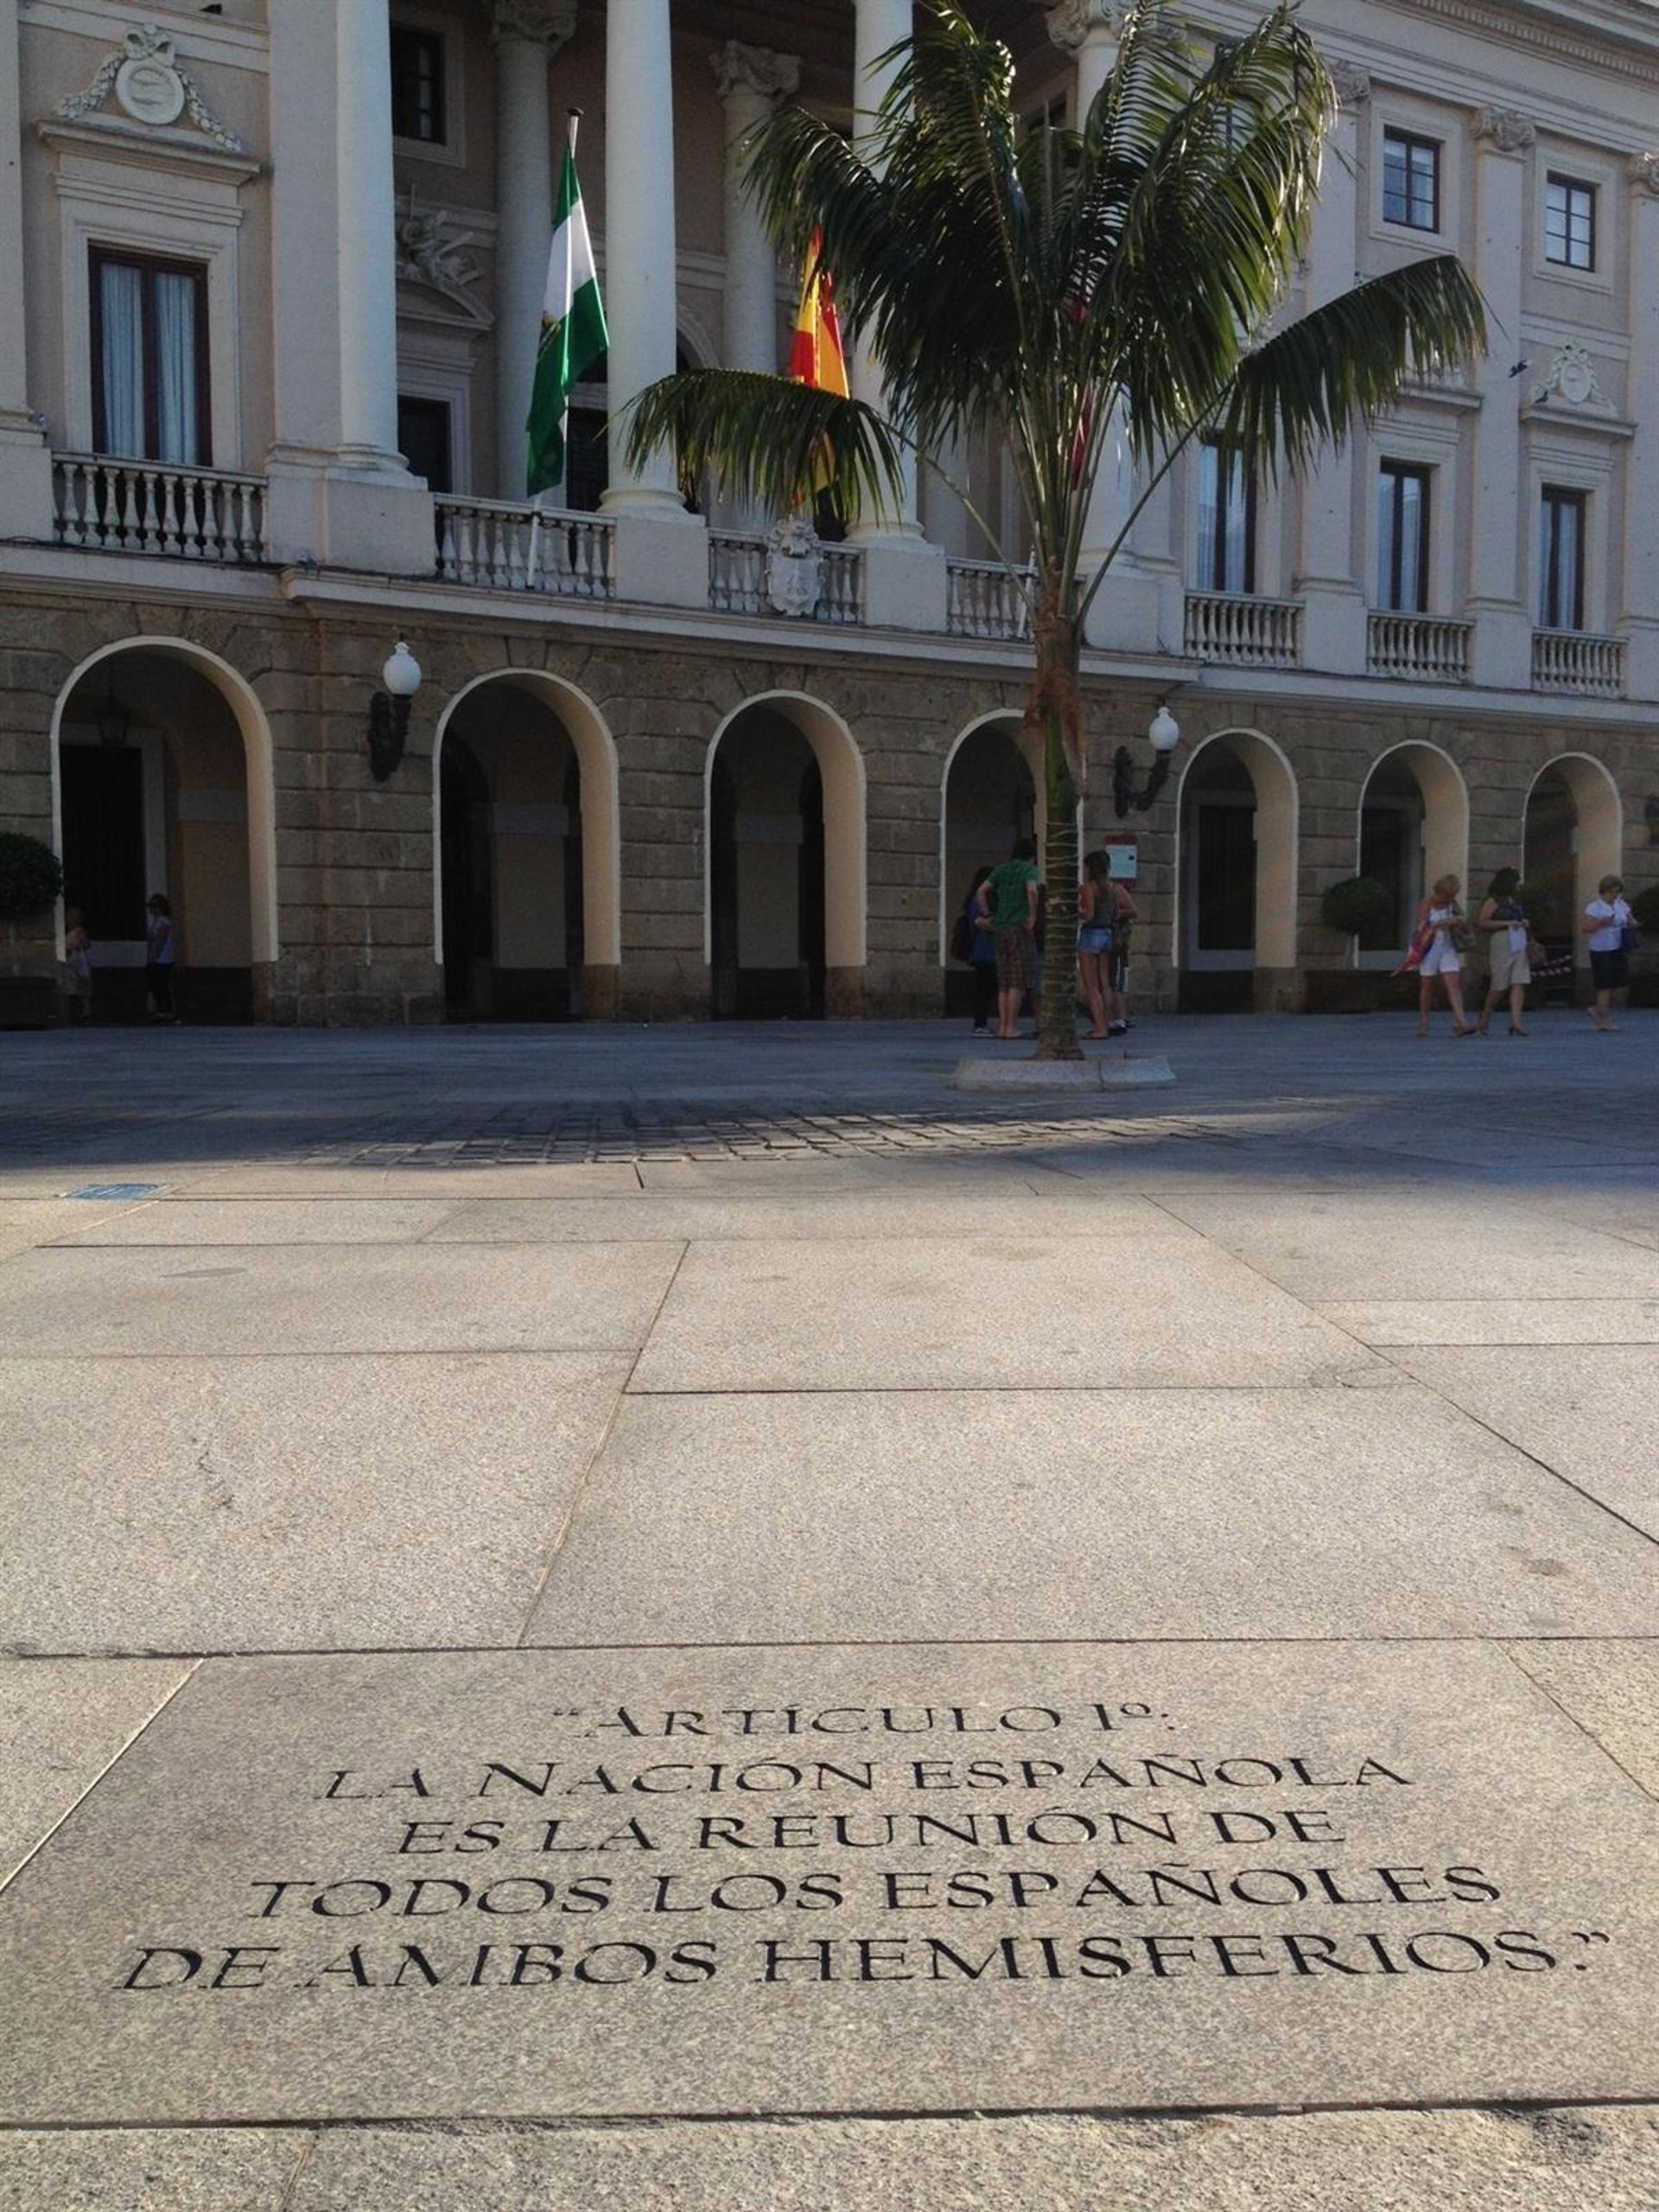 “ARTÍCULO 1º:
LA NACIÓN ESPAÑOLA
ES LA REUNIÓN DE
TODOS LOS ESPAÑOLES
DE AMBOS HEMISFERIOS.”